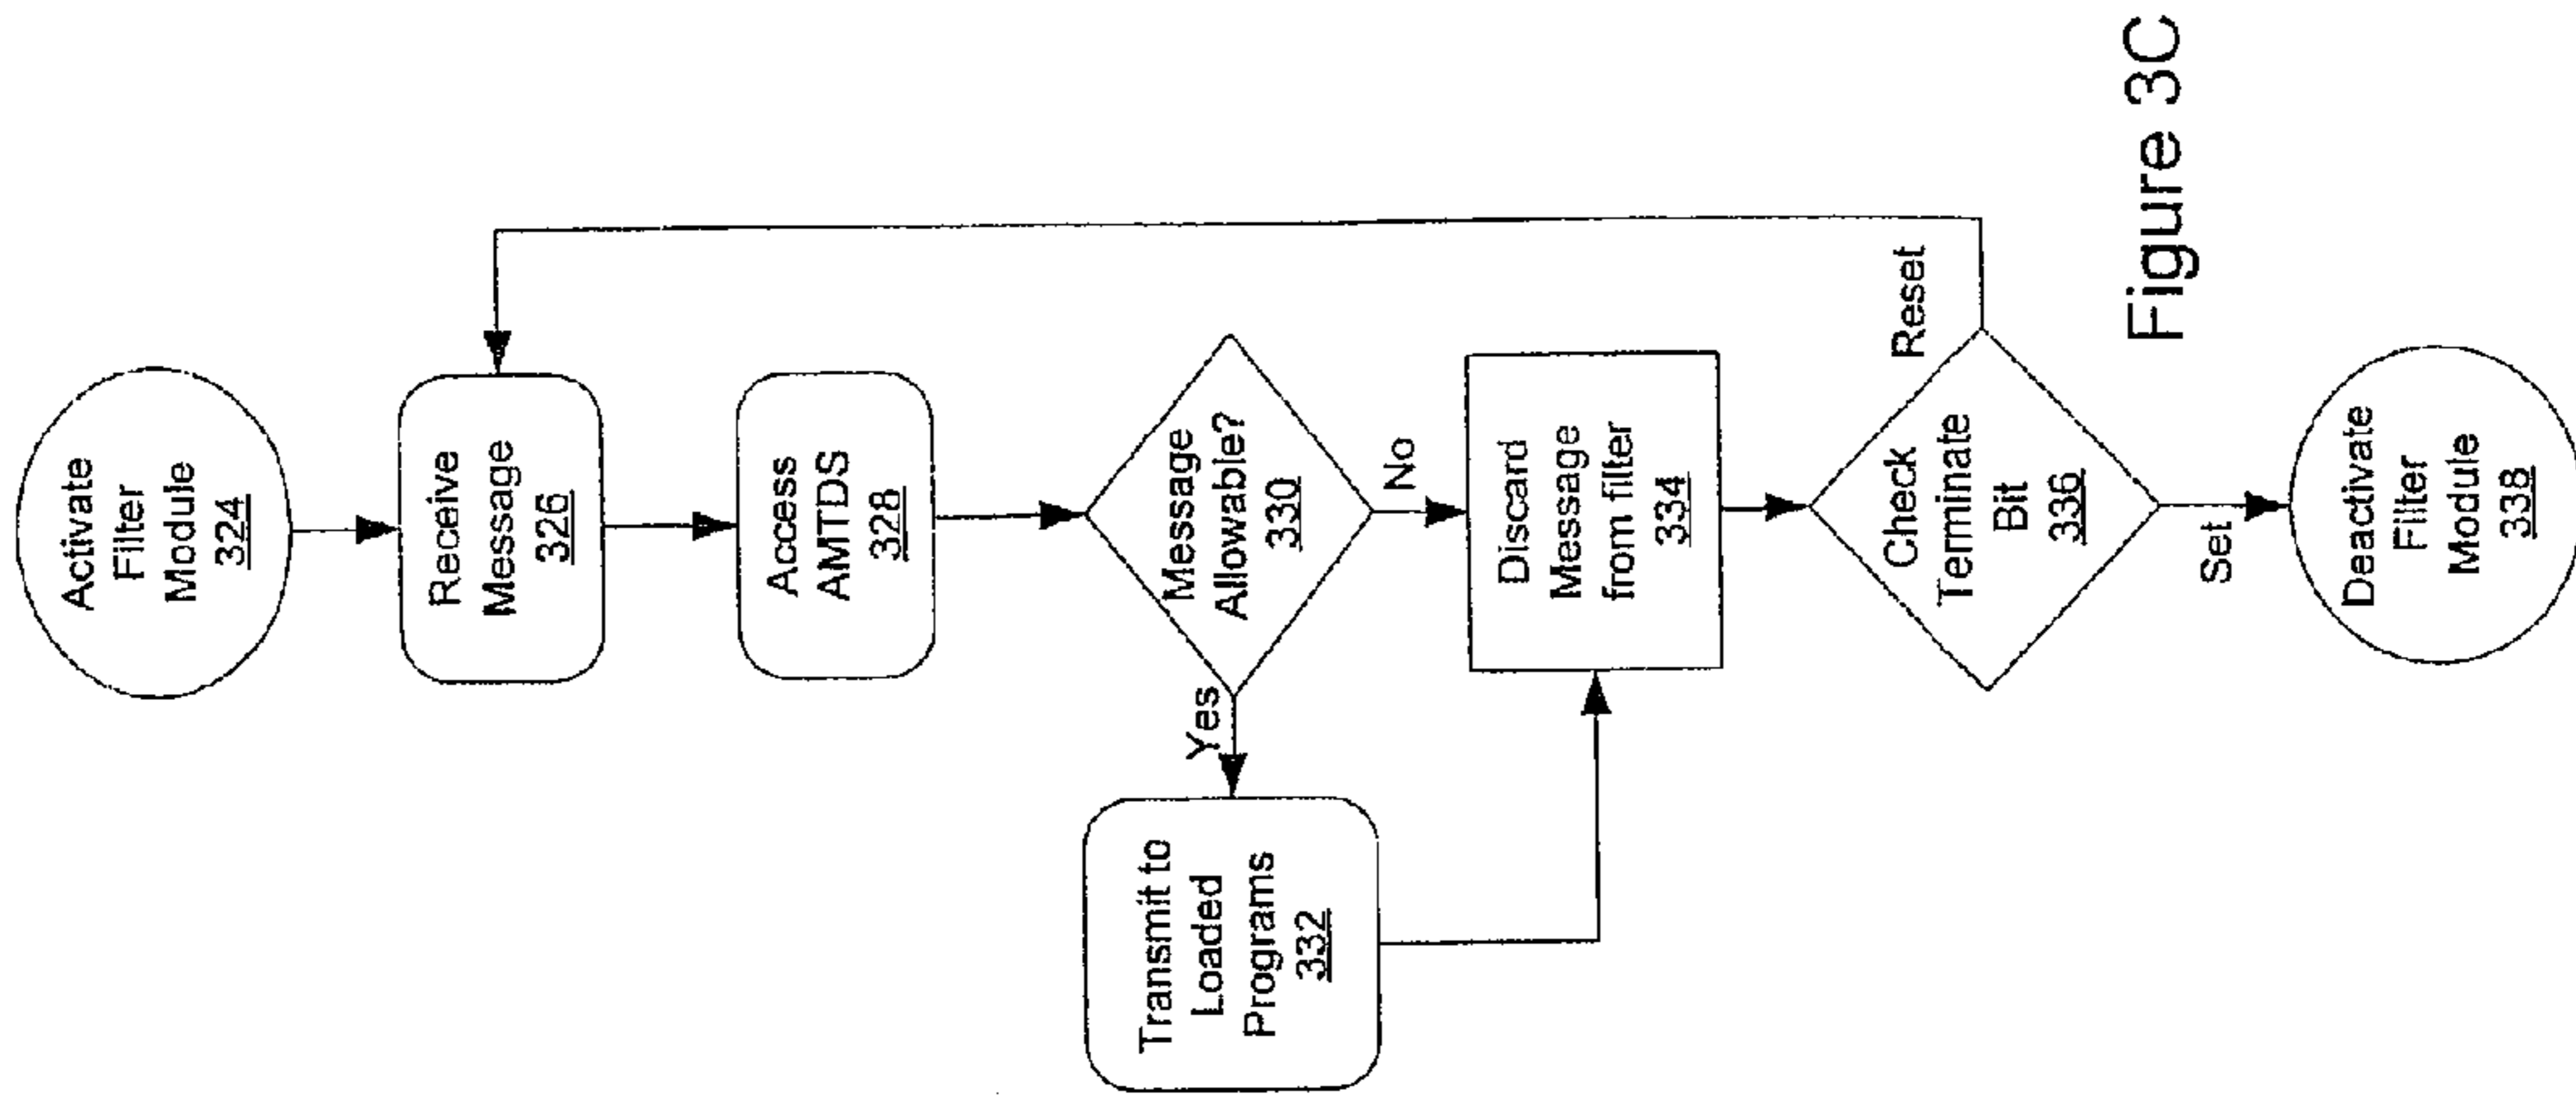 Activate
Filter
Module
324
Receive
Message
326
Access
AMTDS
328
Message
Allowable?
330
Yes
No
Transmit to
Loaded
Programs
332
Discard
Message
from filter
334
Check
Terminate
Bit
336
Reset
Set
Deactivate
Filter
Module
338
Figure 3C